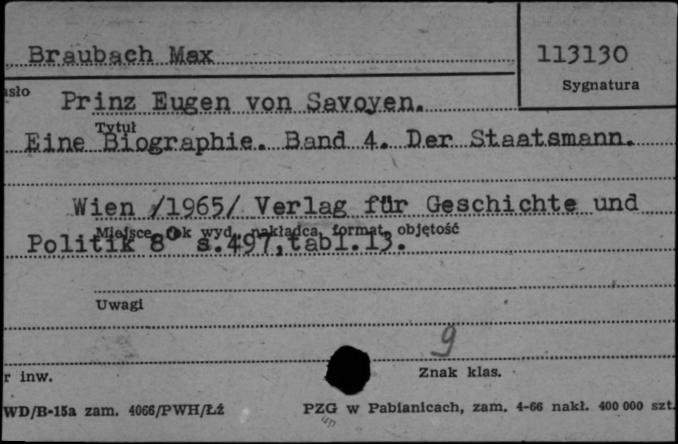 Braubach Max
113130
Sygnatura
asło
Prinz Eugen von Savoyen.
Tytuł
Eine Biographie. Band 4. Der Staatsmann.
Wien /1965/ Verlag für Geschichte und
Miejsce, rok wyd., nakładca, format, objętość
Politik 8° s.497,tabl.13.
Uwagi
9
r inw.
Znak klas.
WD/B-15a zam. 4066/PWH/Łź
PZG w Pabianicach, zam. 4-66 nakł. 400 000 szt.